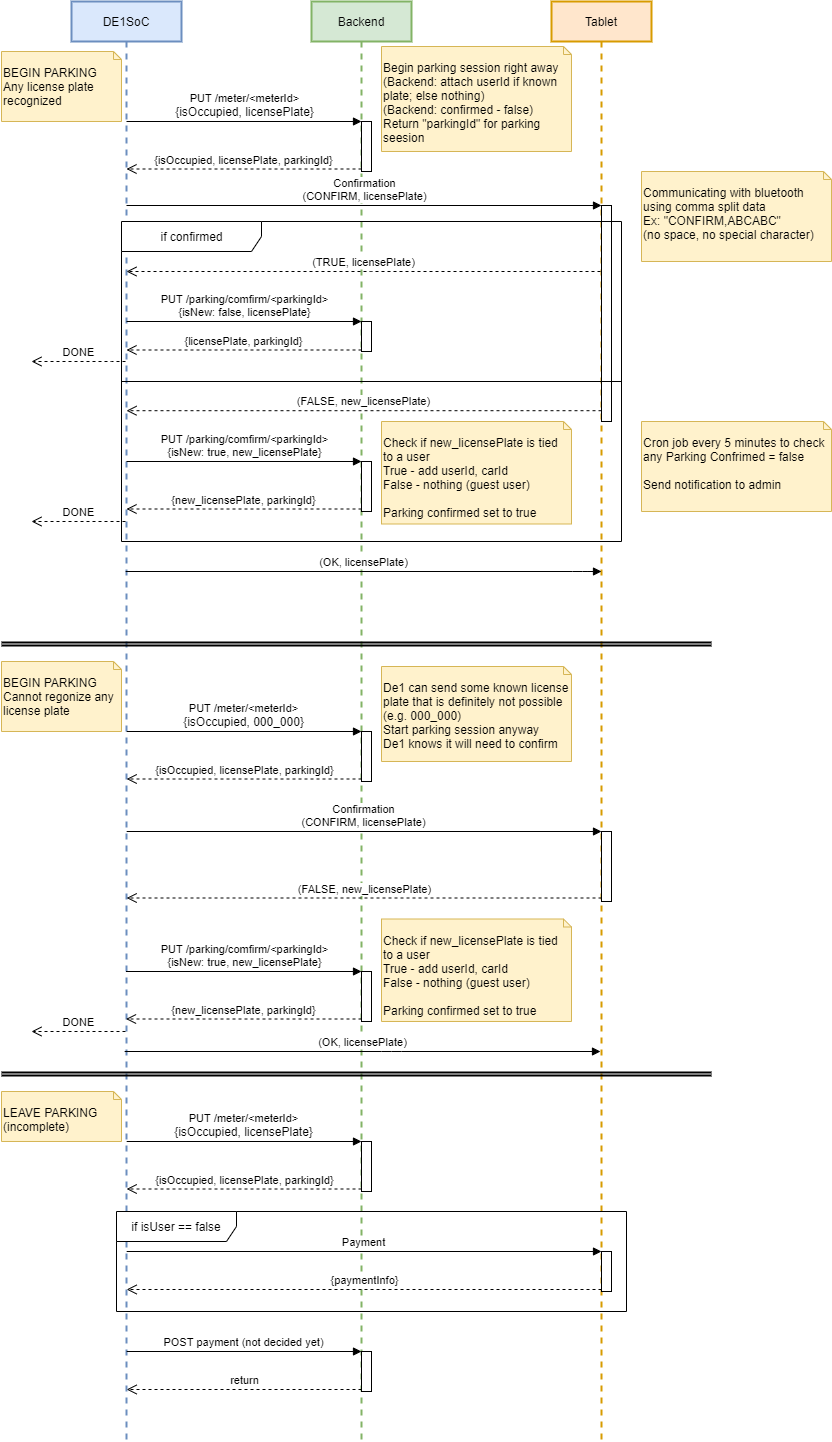 DE1SoC
Backend
Tablet
BEGIN PARKING
Any license plate
recognized
Begin parking session right away
(Backend: attach userId if known
plate; else nothing)
(Backend: confirmed - false)
Return "parkingId" for parking
seesion
PUT /meter/<meterId>
{isOccupied, licensePlate}
{isOccupied, licensePlate, parkingId}
Confirmation
(CONFIRM, licensePlate)
Communicating with bluetooth
using comma split data
Ex: "CONFIRM,ABCABC"
(no space, no special character)
if confirmed
(TRUE, licensePlate)
PUT /parking/comfirm/<parkingId>
{isNew: false, licensePlate}
{licensePlate, parkingId}
DONE
(FALSE, new_licensePlate)
PUT /parking/comfirm/<parkingId>
{isNew: true, new_licensePlate}
Check if new_licensePlate is tied
to a user
True - add userId, carId
False - nothing (guest user)
Parking confirmed set to true
Cron job every 5 minutes to check
any Parking Confrimed = false
Send notification to admin
{new_licensePlate, parkingId}
DONE
(OK, licensePlate)
BEGIN PARKING
Cannot regonize any
license plate
De1 can send some known license
plate that is definitely not possible
(e.g. 000_000)
Start parking session anyway
De1 knows it will need to confirm
PUT /meter/<meterId>
{isOccupied, 000_000}
{isOccupied, licensePlate, parkingId}
Confirmation
(CONFIRM, licensePlate)
(FALSE, new_licensePlate)
PUT /parking/comfirm/<parkingId>
{isNew: true, new_licensePlate}
Check if new_licensePlate is tied
to a user
True - add userId, carId
False - nothing (guest user)
Parking confirmed set to true
{new_licensePlate, parkingId}
DONE
(OK, licensePlate)
LEAVE PARKING
(incomplete)
PUT /meter/<meterId>
{isOccupied, licensePlate}
{isOccupied, licensePlate, parkingId}
if isUser == false
Payment
{paymentInfo}
POST payment (not decided yet)
return